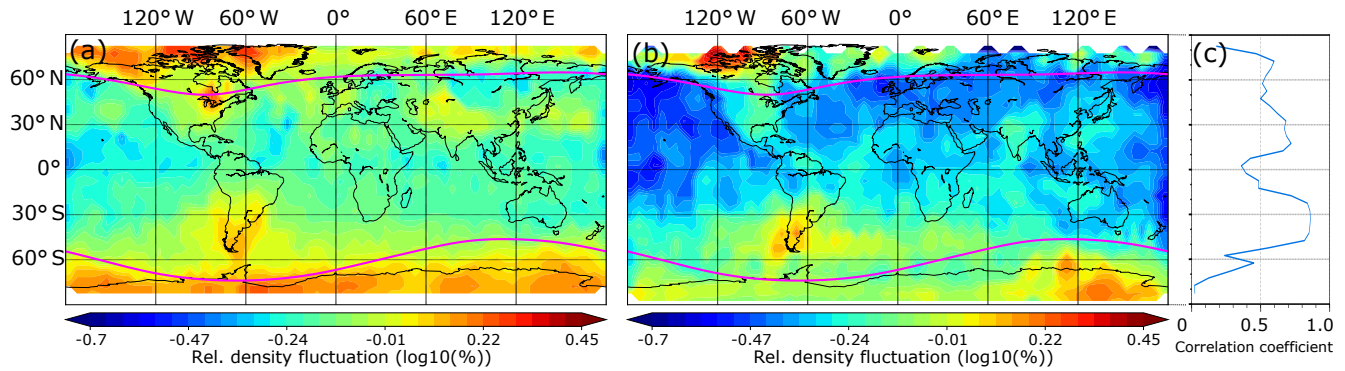 120° W 60° W 0° 60° E 120° E 120° W 60° W 0° 60° E 120° E
(a) (b) (c)
60° N
30° N
0°
30° S
60° S
-0.7 -0.47 -0.24 -0.01 0.22 0.45 -0.7 -0.47 -0.24 -0.01 0.22 0.45 0 0.5 1.0
Rel. density fluctuation (log10(%)) Rel. density fluctuation (log10(%)) Correlation coefficient